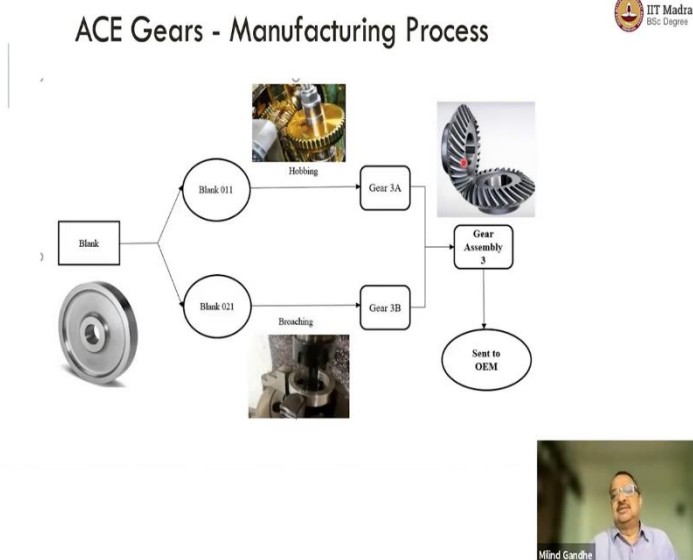 ACE Gears - Manufacturing Process
IIT Madra
BSc Degree
Hobbing
Blank 011
Gear 3A
Blank
Gear
Assembly
3
Blank 021
Gear 3B
Broaching
Sent to
OEM
Milind Gandhe